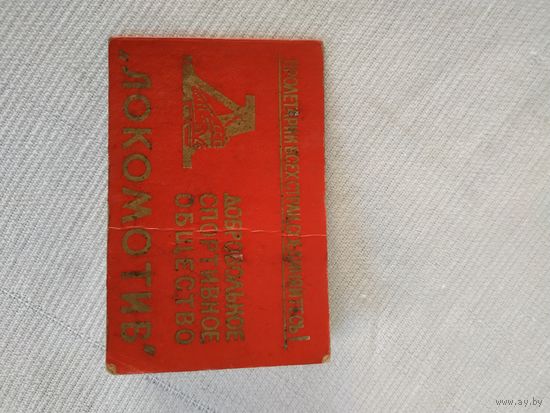 ПРОЛЕТАРИИ ВСЕХ СТРАН, СОЕДИНЯЙТЕСЬ!
Л
ДОБРОВОЛЬНОЕ
СПОРТИВНОЕ
ОБЩЕСТВО
„ЛОКОМОТИВ"
www.ay.by